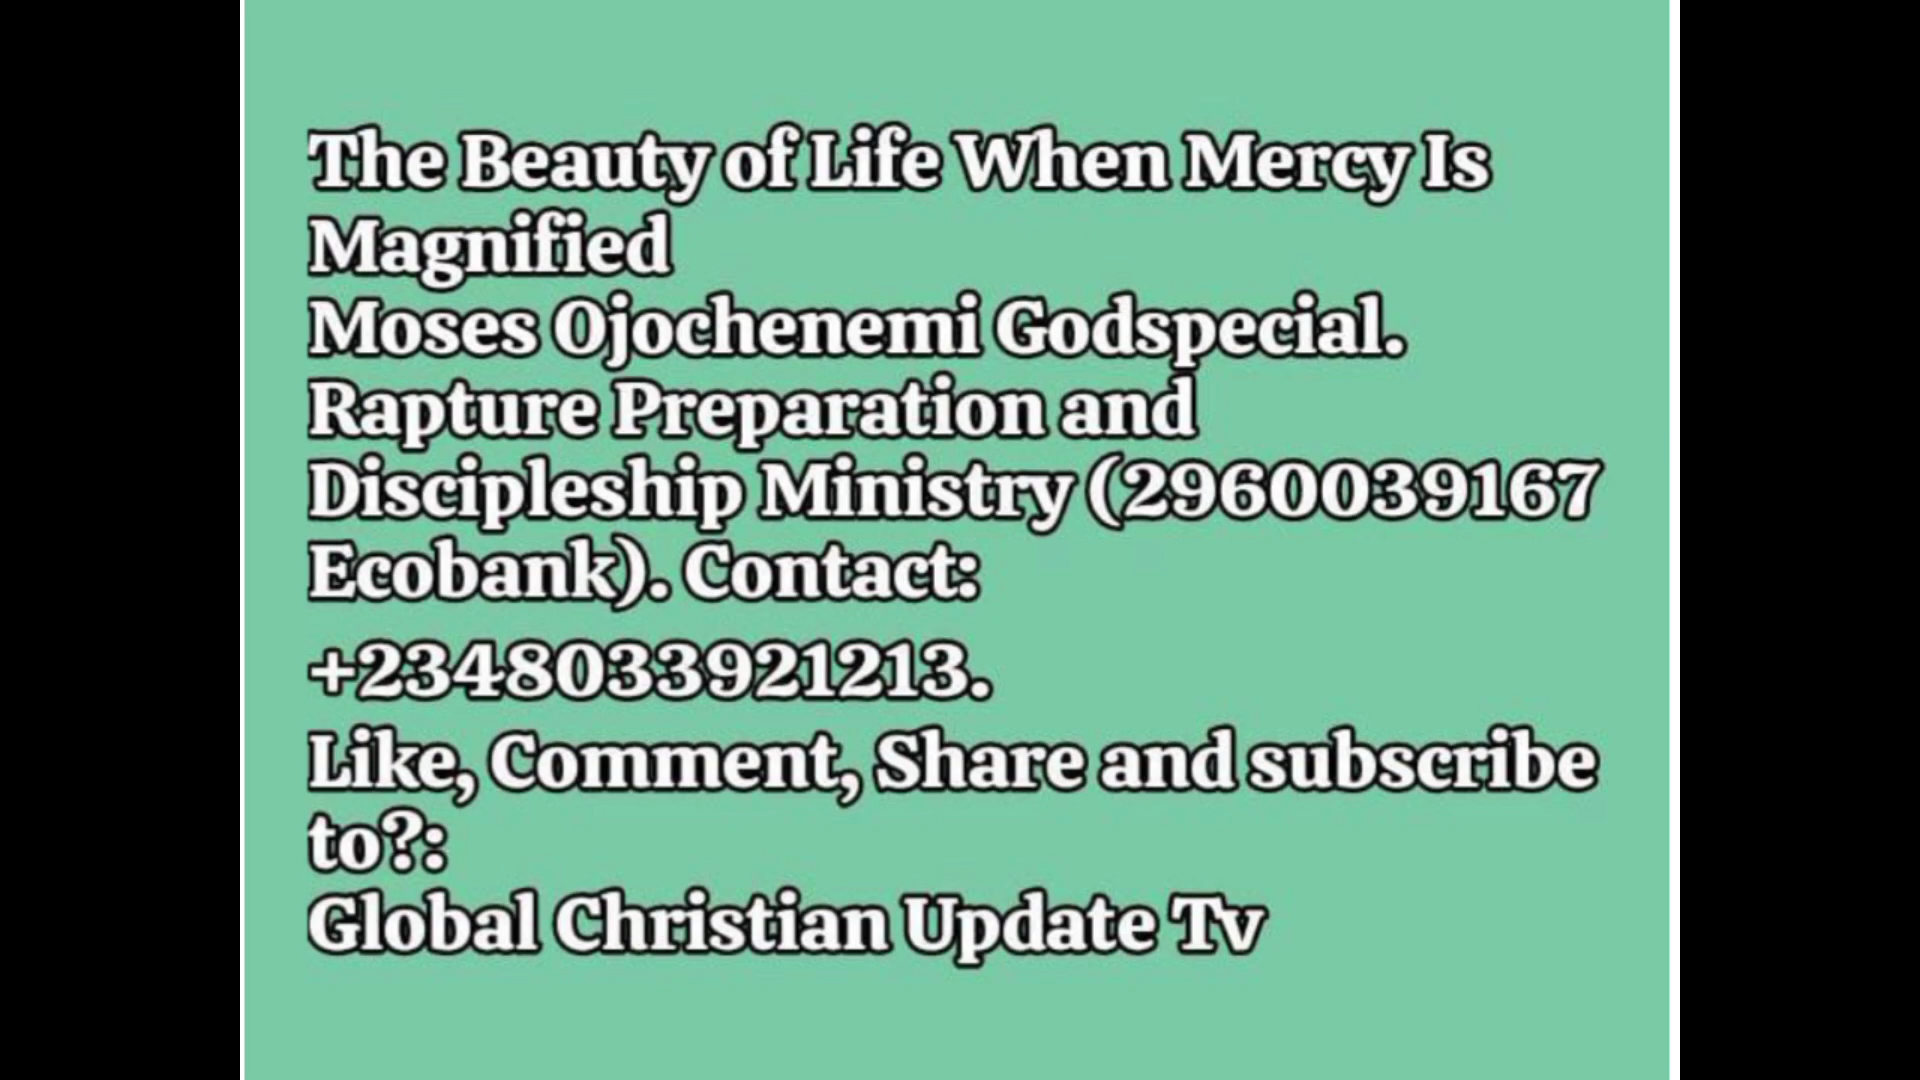 The Beauty of Life When Mercy Is
Magnified
Moses Ojochenemi Godspecial.
Rapture Preparation and
Discipleship Ministry (2960039167
Ecobank). Contact:
+2348033921213.
Like, Comment, Share and subscribe
to?:
Global Christian Update Tv